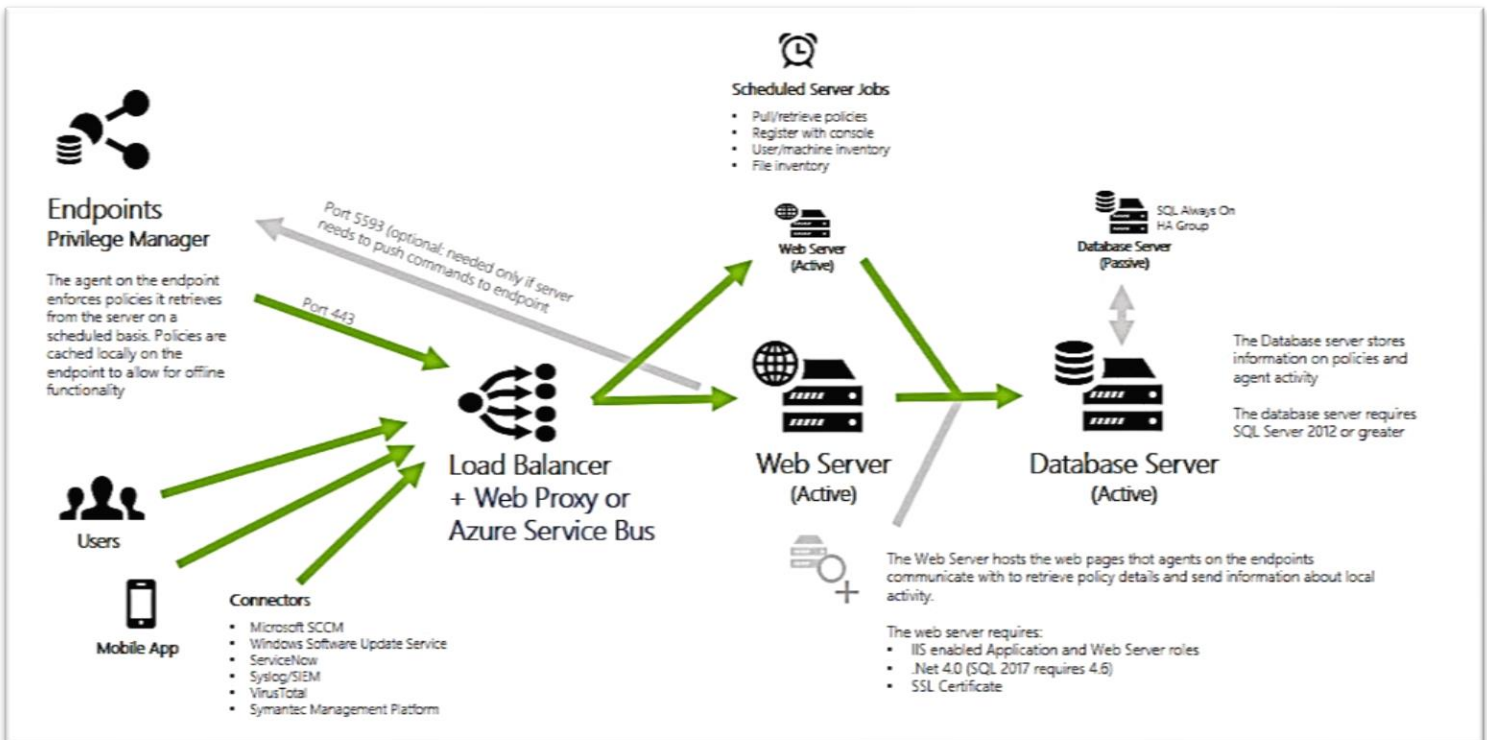 Scheduled Server Jobs
• Pull/retrieve policies
• Register with console
• User/machine inventory
• File inventory
Endpoints
Privilege Manager
The agent on the endpoint
enforces policies it retrieves
from the server on a
scheduled basis. Policies are
cached locally on the
endpoint to allow for offline
functionality
Port 5593 (optional: needed only if server
needs to push commands to endpoint
Port 443
Web Server
(Active)
SQL Always On
HA Group
Database Server
(Passive)
The Database server stores
information on policies and
agent activity
The database server requires
SQL Server 2012 or greater
Load Balancer
+ Web Proxy or
Azure Service Bus
Web Server
(Active)
Database Server
(Active)
Users
Mobile App
Connectors
• Microsoft SCCM
• Windows Software Update Service
• ServiceNow
• Syslog/SIEM
• VirusTotal
• Symantec Management Platform
The Web Server hosts the web pages that agents on the endpoints
communicate with to retrieve policy details and send information about local
activity.
The web server requires:
• IIS enabled Application and Web Server roles
• .Net 4.0 (SQL 2017 requires 4.6)
• SSL Certificate